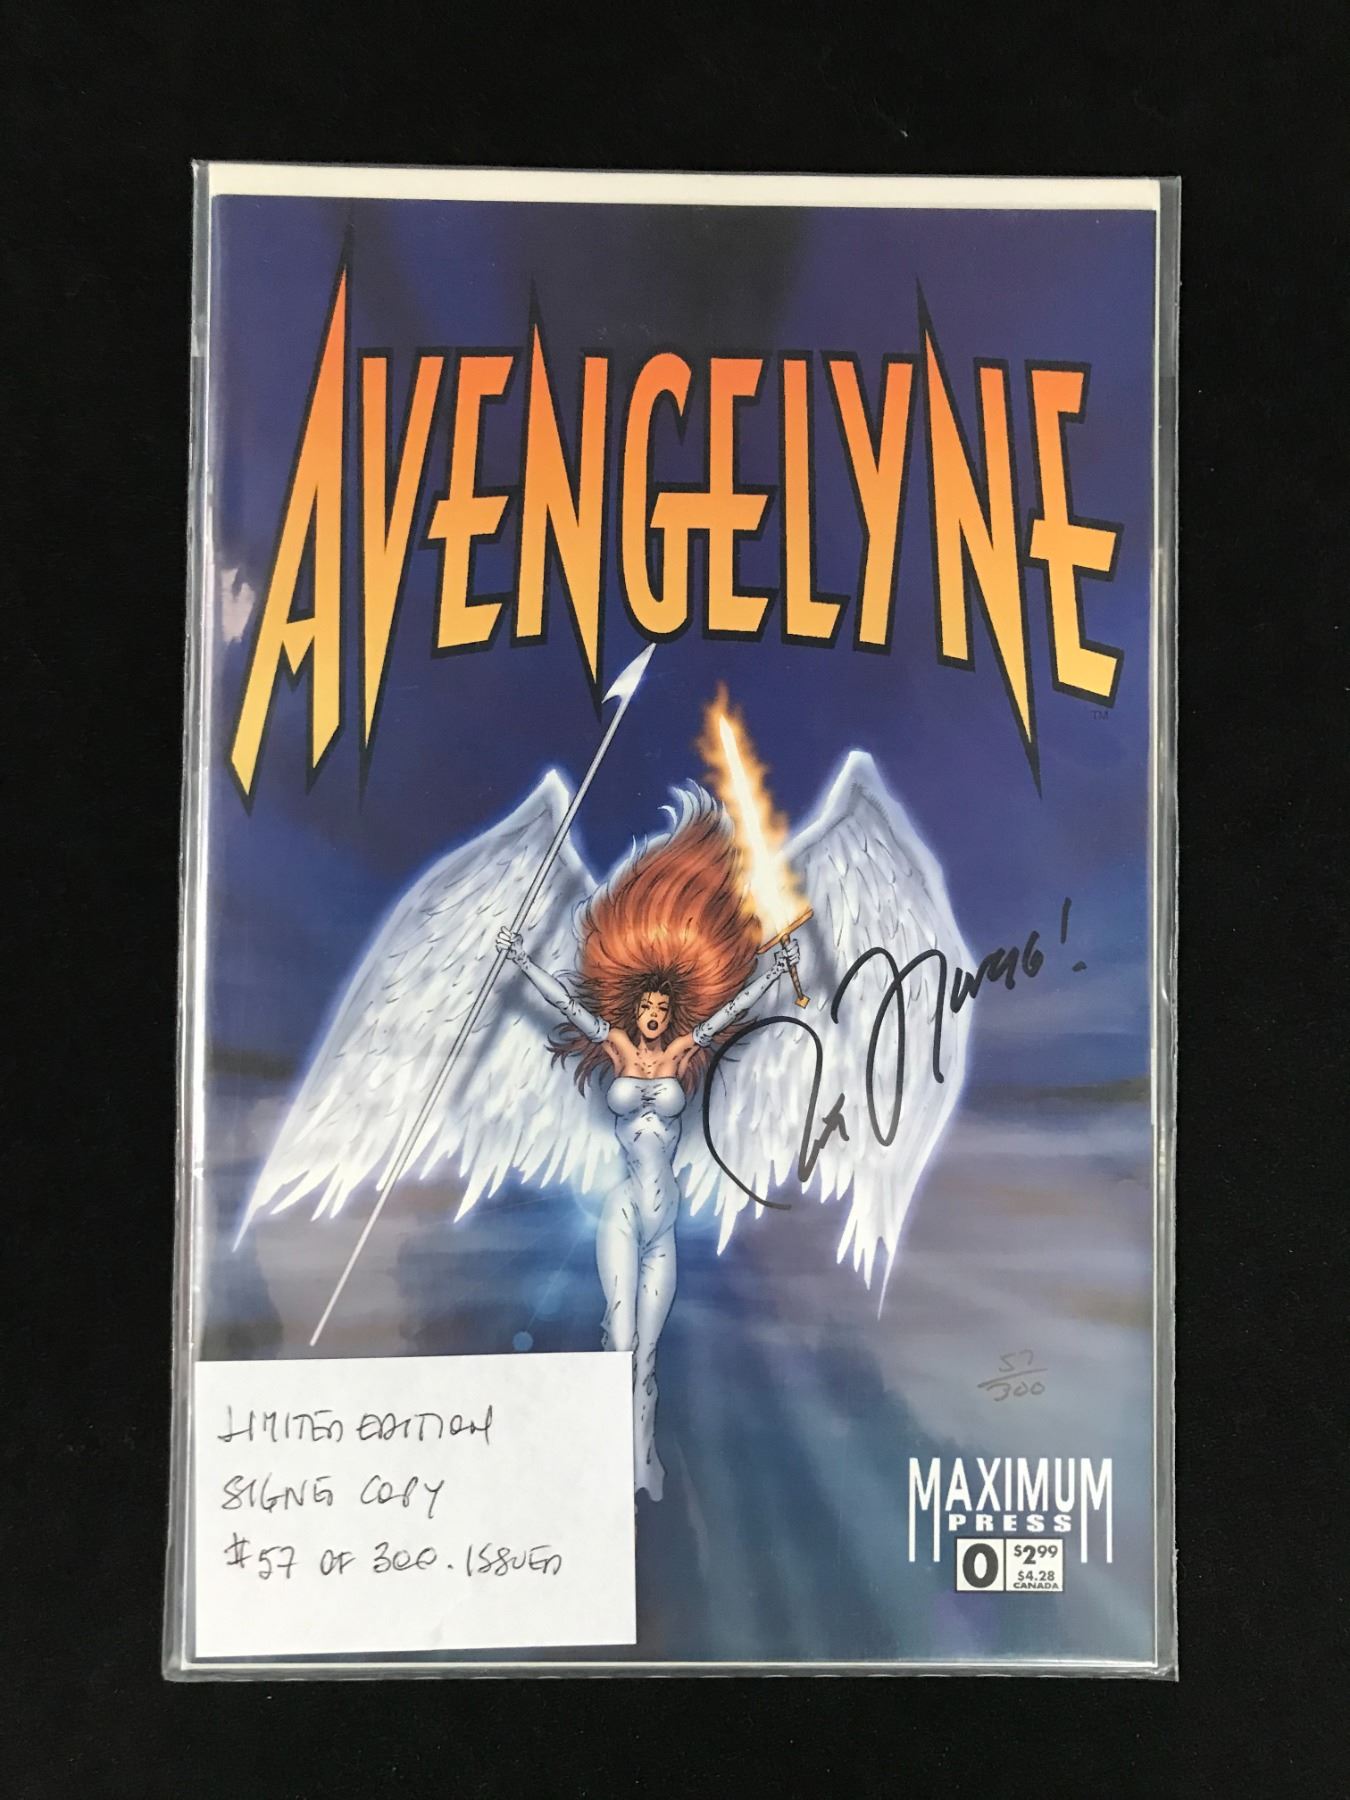 AVENGELYNE
TM
57
300
LIMITED EDITION
SIGNED COPY
#57 OF 300. ISSUED
MAXIMUM
PRESS
0
$2.99
$4.28
CANADA